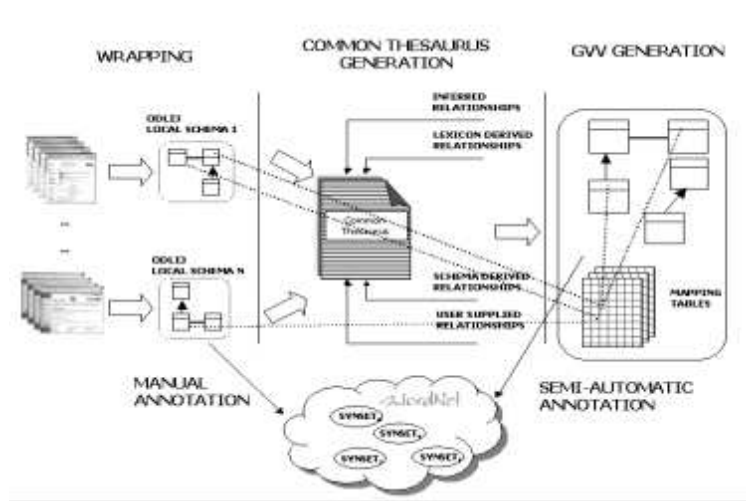 WRAPPING
COMMON THESAURUS
GENERATION
GVV GENERATION
ODLI3
LOCAL SCHEMA 1
INFERRED
RELATIONSHIPS
LEXICON DERIVED
RELATIONSHIPS
Common
Thesaurus
ODLI3
LOCAL SCHEMA N
SCHEMA DERIVED
RELATIONSHIPS
USER SUPPLIED
RELATIONSHIPS
MAPPING
TABLES
MANUAL
ANNOTATION
SEMI-AUTOMATIC
ANNOTATION
WordNet
SYNSET
SYNSET
SYNSET
SYNSET